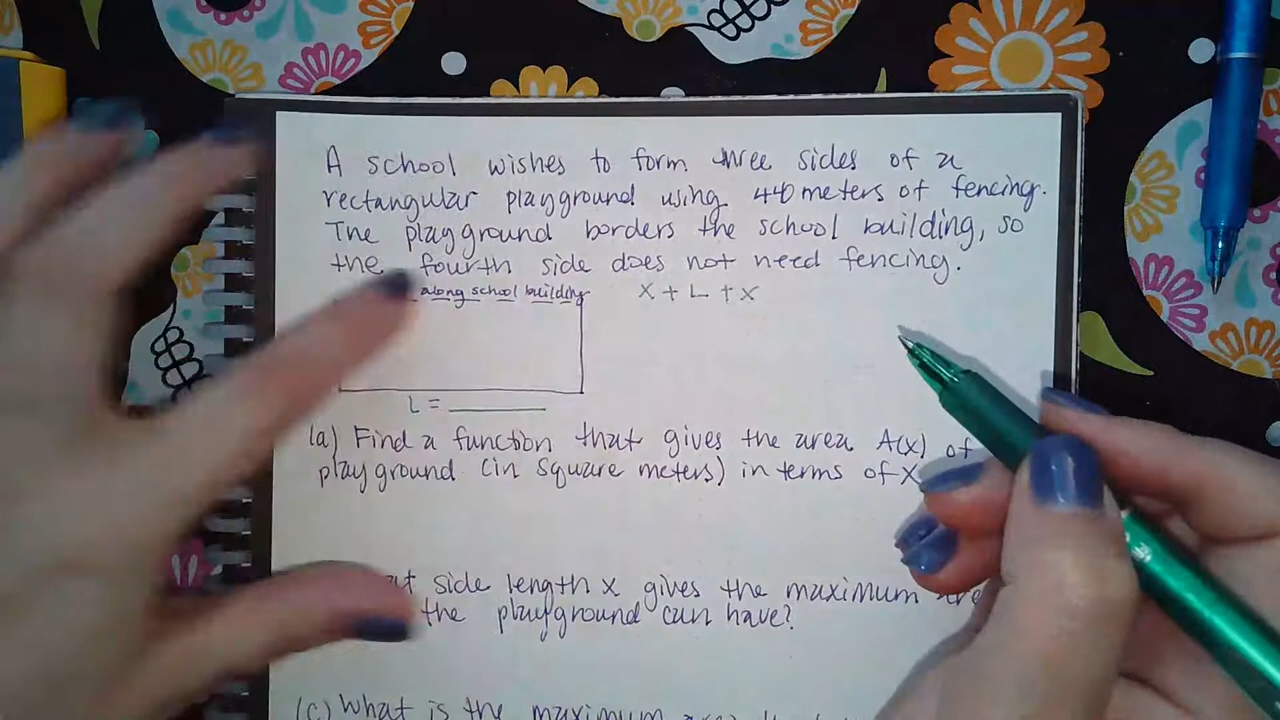 A school wishes to form three sides of a
rectangular playground using 440 meters of fencing.
The playground borders the school building, so
the fourth side does not need fencing.
along school building
X + L + X
L = ________
(a) Find a function that gives the area A(x) of
playground (in square meters) in terms of X
side length x gives the maximum
the playground can have?
(c) What is the maximum